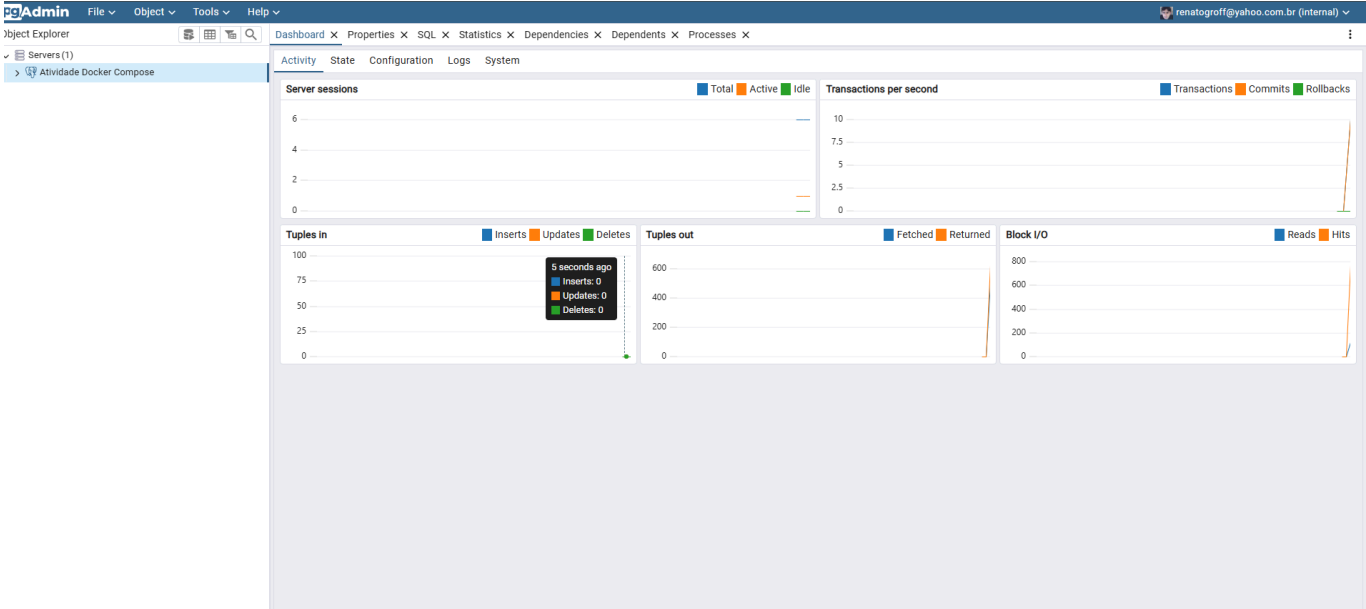 pgAdmin File Object Tools Help renatogroff@yahoo.com.br (internal)
Object Explorer
Dashboard Properties SQL Statistics Dependencies Dependents Processes
Servers (1)
Atividade Docker Compose
Activity State Configuration Logs System
Server sessions Total Active Idle
6
4
2
0
Transactions per second Transactions Commits Rollbacks
10
7.5
5
2.5
0
Tuples in Inserts Updates Deletes
100
75
50
25
0
5 seconds ago
Inserts: 0
Updates: 0
Deletes: 0
Tuples out Fetched Returned
600
400
200
0
Block I/O Reads Hits
800
600
400
200
0